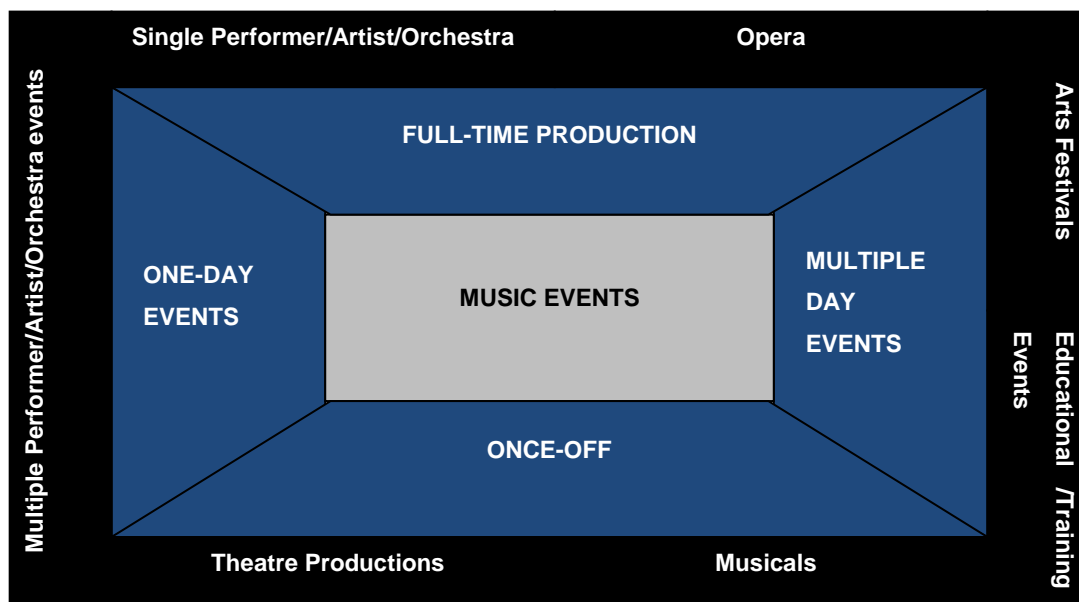 Single Performer/Artist/Orchestra
Opera
Multiple Performer/Artist/Orchestra events
FULL-TIME PRODUCTION
Arts Festivals
ONE-DAY
EVENTS
MUSIC EVENTS
MULTIPLE
DAY
EVENTS
Educational /Training
Events
ONCE-OFF
Theatre Productions
Musicals